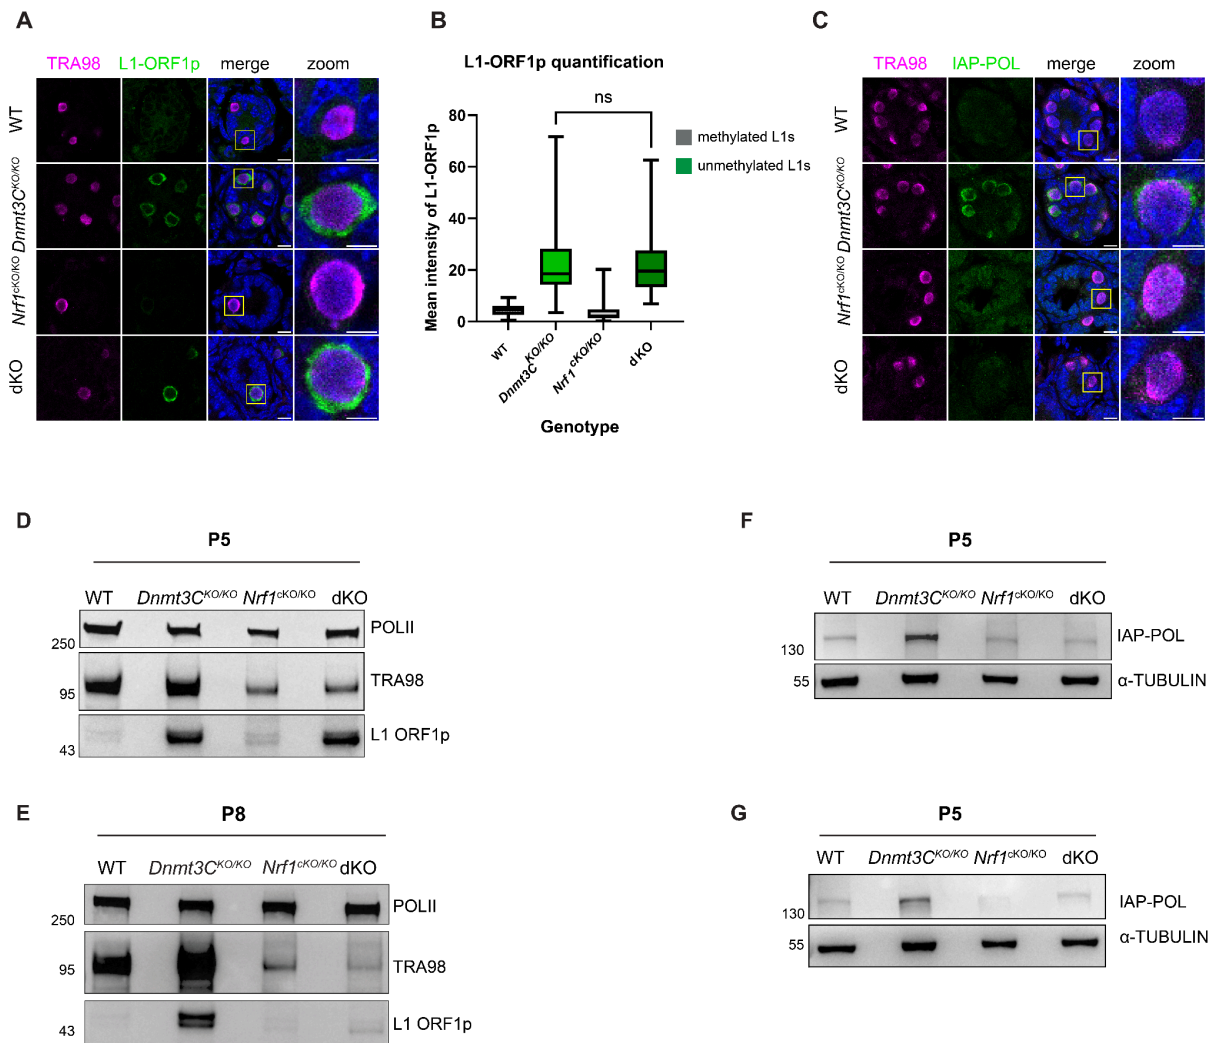 A
TRA98 L1-ORF1p merge zoom
WT
Dnmt3C^KO/KO
Nrf1^cKO/KO
dKO
B
L1-ORF1p quantification
ns
Mean intensity of L1-ORF1p
80
60
40
20
0
WT
Dnmt3C^KO/KO
Nrf1^cKO/KO
dKO
Genotype
methylated L1s
unmethylated L1s
C
TRA98 IAP-POL merge zoom
WT
Dnmt3C^KO/KO
Nrf1^cKO/KO
dKO
D
P5
WT Dnmt3C^KO/KO Nrf1^cKO/KO dKO
250 POLII
95 TRA98
43 L1 ORF1p
E
P8
WT Dnmt3C^KO/KO Nrf1^cKO/KO dKO
250 POLII
95 TRA98
43 L1 ORF1p
F
P5
WT Dnmt3C^KO/KO Nrf1^cKO/KO dKO
130 IAP-POL
55 α-TUBULIN
G
P5
WT Dnmt3C^KO/KO Nrf1^cKO/KO dKO
130 IAP-POL
55 α-TUBULIN